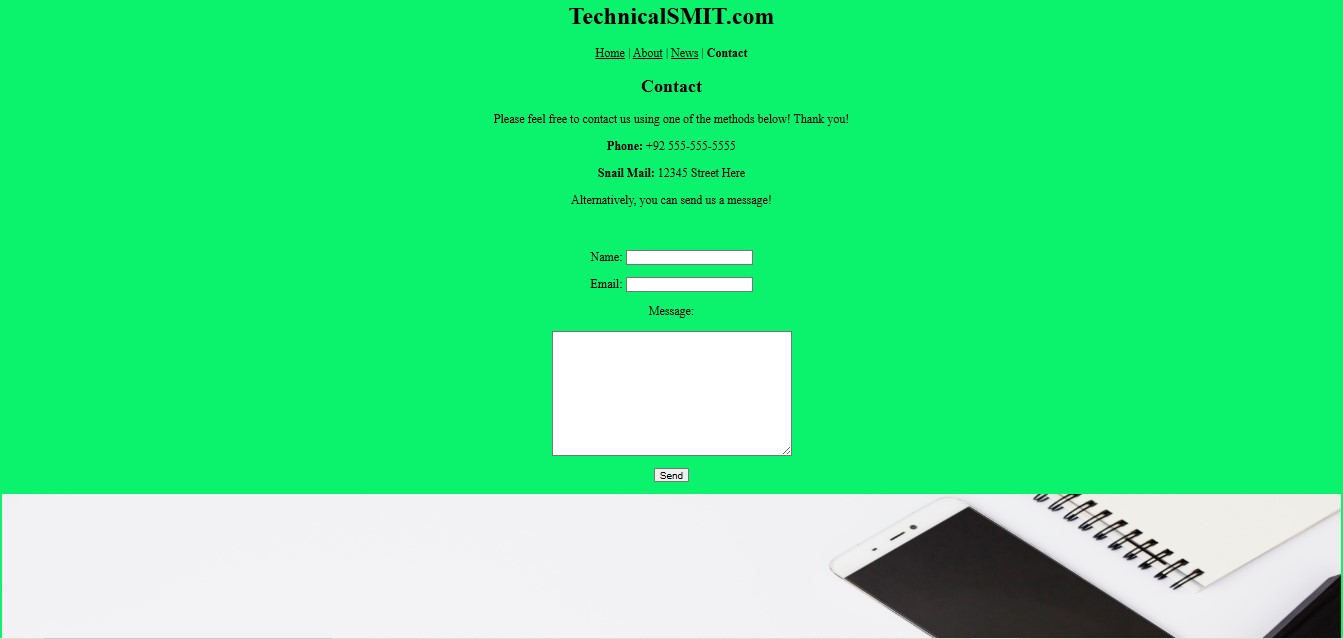 TechnicalSMIT.com
Home | About | News | Contact
Contact
Please feel free to contact us using one of the methods below! Thank you!
Phone: +92 555-555-5555
Snail Mail: 12345 Street Here
Alternatively, you can send us a message!
Name:
Email:
Message:
Send